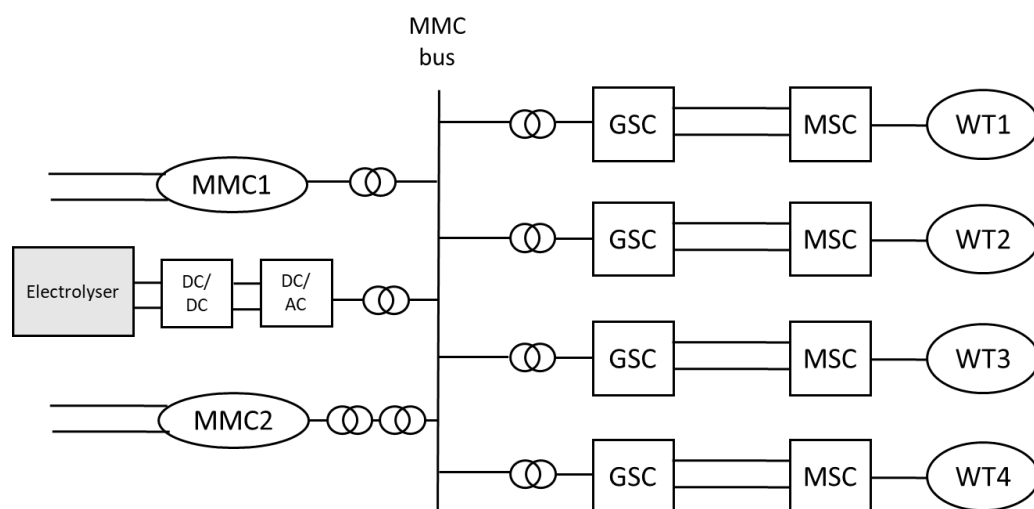 MMC
bus
GSC
MSC
WT1
MMC1
GSC
MSC
WT2
Electrolyser
DC/
DC
DC/
AC
GSC
MSC
WT3
MMC2
GSC
MSC
WT4